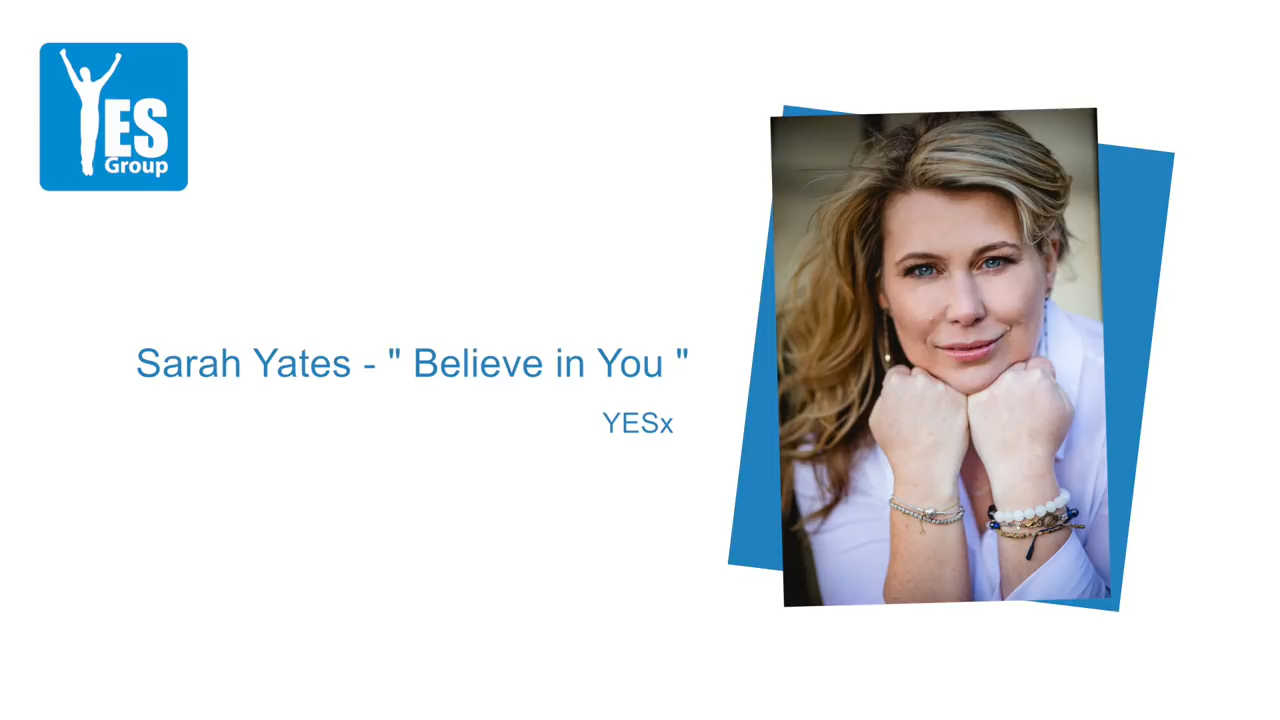 YES
Group
Sarah Yates - " Believe in You "
YESx